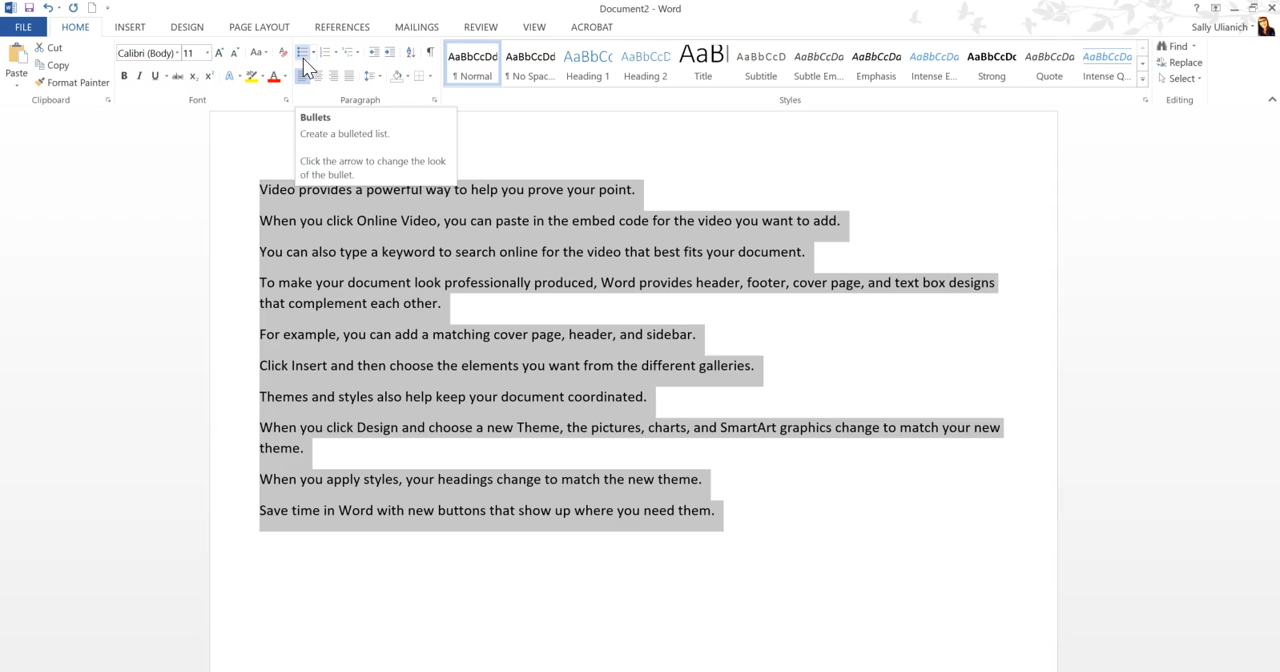 Document2 - Word
?
FILE HOME INSERT DESIGN PAGE LAYOUT REFERENCES MAILINGS REVIEW VIEW ACROBAT
Sally Ulianich
Paste
Cut
Copy
Format Painter
Clipboard
Calibri (Body) 11
Aa
B I U abc X₂ X²
A A
Font
Paragraph
AaBbCcDd AaBbCcDd AaBbCc AaBbCcD AaB AaBbCcD AaBbCcDa AaBbCcDa AaBbCcDa AaBbCcDc AaBbCcDa AaBbCcDa
¶ Normal ¶ No Spac... Heading 1 Heading 2 Title Subtitle Subtle Em... Emphasis Intense E... Strong Quote Intense Q...
Styles
Find
Replace
Select
Editing
Bullets
Create a bulleted list.
Click the arrow to change the look
of the bullet.
Video provides a powerful way to help you prove your point.
When you click Online Video, you can paste in the embed code for the video you want to add.
You can also type a keyword to search online for the video that best fits your document.
To make your document look professionally produced, Word provides header, footer, cover page, and text box designs
that complement each other.
For example, you can add a matching cover page, header, and sidebar.
Click Insert and then choose the elements you want from the different galleries.
Themes and styles also help keep your document coordinated.
When you click Design and choose a new Theme, the pictures, charts, and SmartArt graphics change to match your new
theme.
When you apply styles, your headings change to match the new theme.
Save time in Word with new buttons that show up where you need them.